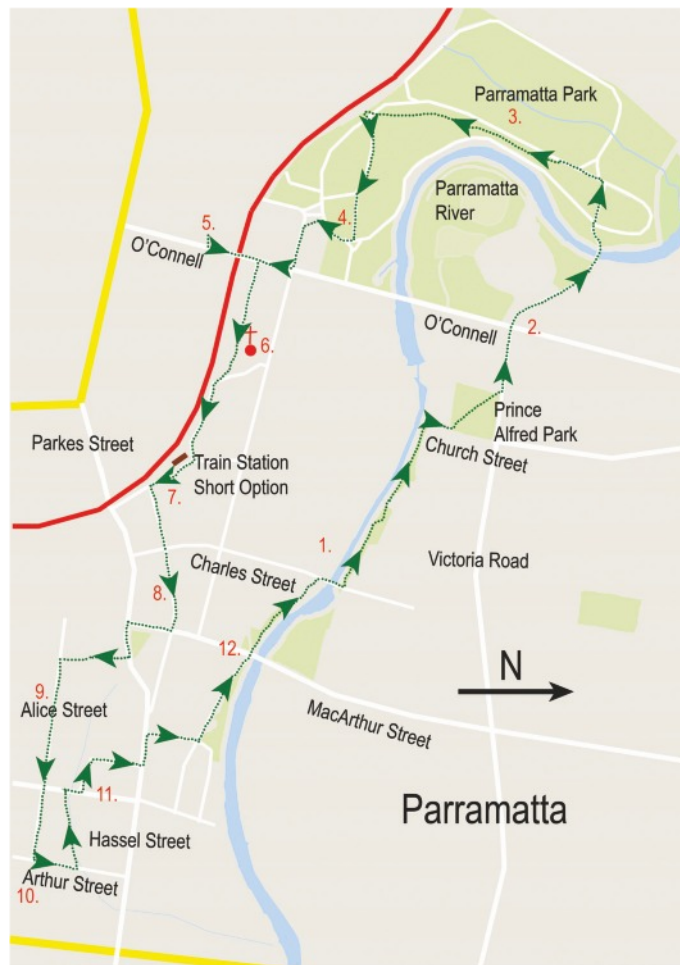 Parramatta Park
3.
Parramatta
River
4.
5.
O'Connell
O'Connell
2.
6.
Prince
Alfred Park
Church Street
Parkes Street
Train Station
Short Option
7.
1.
Charles Street
Victoria Road
8.
12.
N
9.
Alice Street
MacArthur Street
11.
Parramatta
Hassel Street
Arthur Street
10.